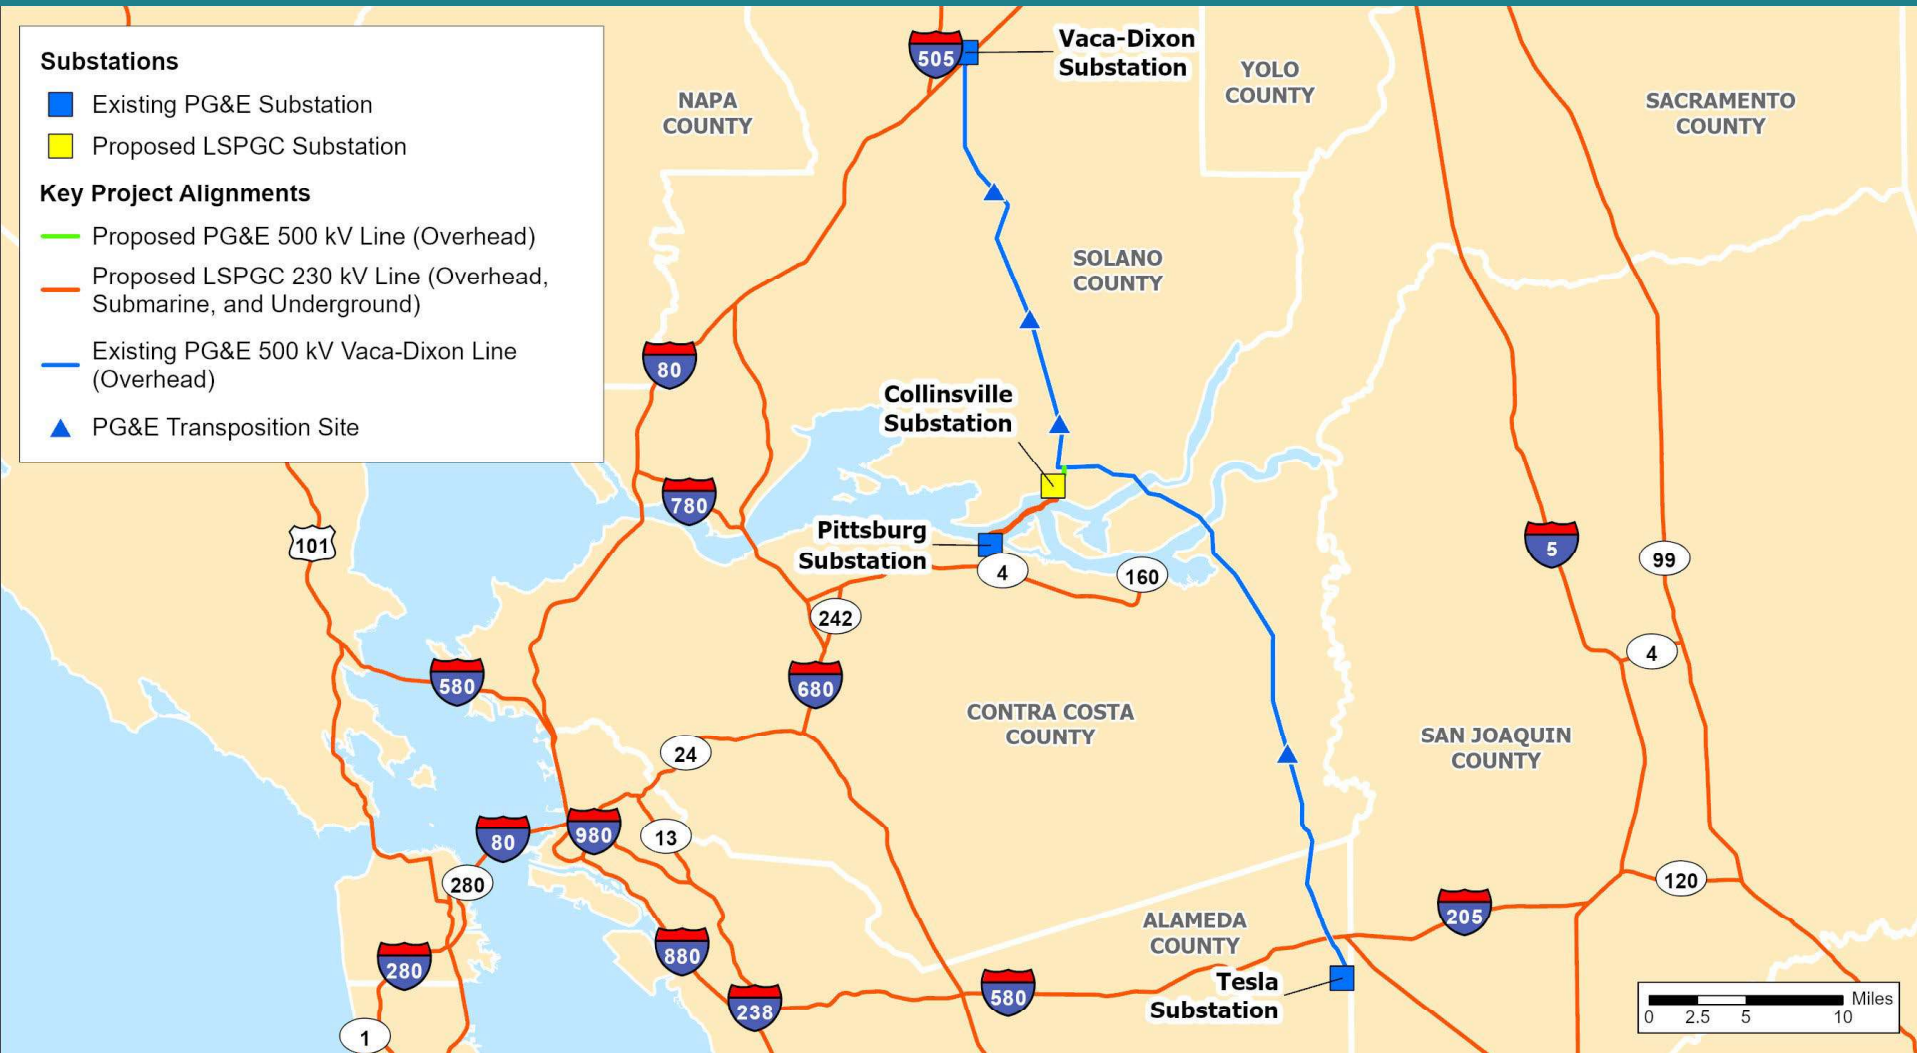 Substations
Existing PG&E Substation
Proposed LSPGC Substation
Key Project Alignments
Proposed PG&E 500 kV Line (Overhead)
Proposed LSPGC 230 kV Line (Overhead,
Submarine, and Underground)
Existing PG&E 500 kV Vaca-Dixon Line
(Overhead)
PG&E Transposition Site
505
Vaca-Dixon
Substation
NAPA
COUNTY
YOLO
COUNTY
SACRAMENTO
COUNTY
SOLANO
COUNTY
80
Collinsville
Substation
780
101
Pittsburg
Substation
4
160
242
5
99
4
580
680
CONTRA COSTA
COUNTY
SAN JOAQUIN
COUNTY
24
80
980
13
280
120
205
ALAMEDA
COUNTY
880
280
Tesla
Substation
580
238
1
Miles
0 2.5 5 10